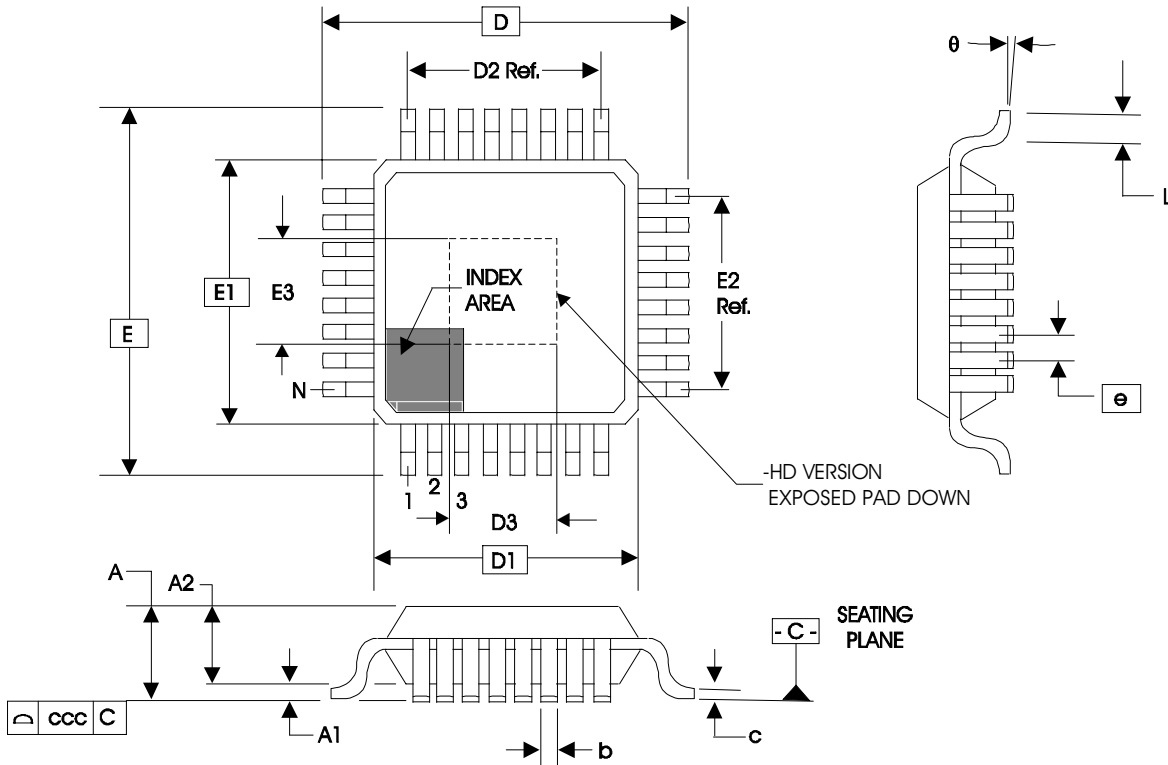 D
D2 Ref.
θ
L
E
E1
E3
INDEX
AREA
E2
Ref.
N
e
1
2
3
-HD VERSION
EXPOSED PAD DOWN
D3
D1
A
A2
-C-
SEATING
PLANE
⌓ ccc C
A1
b
c